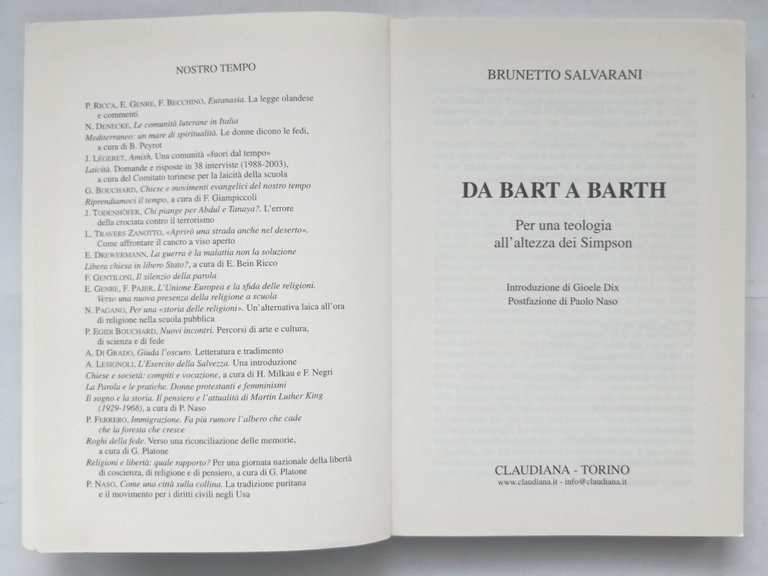 NOSTRO TEMPO
P. RICCA, E. GENRE, F. BECCHINO, Eutanasia. La legge olandese
e commenti
N. DENECKE, Le comunità luterane in Italia
Mediterraneo: un mare di spiritualità. Le donne dicono le fedi,
a cura di B. Peyrot
J. LÉGERET, Amish. Una comunità «fuori dal tempo»
Laicità. Domande e risposte in 38 interviste (1988-2003),
a cura del Comitato torinese per la laicità della scuola
G. BOUCHARD, Chiese e movimenti evangelici del nostro tempo
Riprendiamoci il tempo, a cura di F. Giampiccoli
J. TODENHÖFER, Chi piange per Abdul e Tanaya?. L'errore
della crociata contro il terrorismo
L. TRAVERS ZANOTTO, «Aprirò una strada anche nel deserto».
Come affrontare il cancro a viso aperto
E. DREWERMANN, La guerra è la malattia non la soluzione
Libera chiesa in libero Stato?, a cura di E. Bein Ricco
F. GENTILONI, Il silenzio della parola
E. GENRE, F. PAJER, L'Unione Europea e la sfida delle religioni.
Verso una nuova presenza della religione a scuola
N. PAGANO, Per una «storia delle religioni». Un'alternativa laica all'ora
di religione nella scuola pubblica
P. EGIDI BOUCHARD, Nuovi incontri. Percorsi di arte e cultura,
di scienza e di fede
A. DI GRADO, Giuda l'oscuro. Letteratura e tradimento
A. LESIGNOLI, L'Esercito della Salvezza. Una introduzione
Chiese e società: compiti e vocazione, a cura di H. Milkau e F. Negri
La Parola e le pratiche. Donne protestanti e femminismi
Il sogno e la storia. Il pensiero e l'attualità di Martin Luther King
(1929-1968), a cura di P. Naso
P. FERRERO, Immigrazione. Fa più rumore l'albero che cade
che la foresta che cresce
Roghi della fede. Verso una riconciliazione delle memorie,
a cura di G. Platone
Religioni e libertà: quale rapporto? Per una giornata nazionale della libertà
di coscienza, di religione e di pensiero, a cura di G. Platone
P. NASO, Come una città sulla collina. La tradizione puritana
e il movimento per i diritti civili negli Usa
BRUNETTO SALVARANI
DA BART A BARTH
Per una teologia
all'altezza dei Simpson
Introduzione di Gioele Dix
Postfazione di Paolo Naso
CLAUDIANA - TORINO
www.claudiana.it - info@claudiana.it